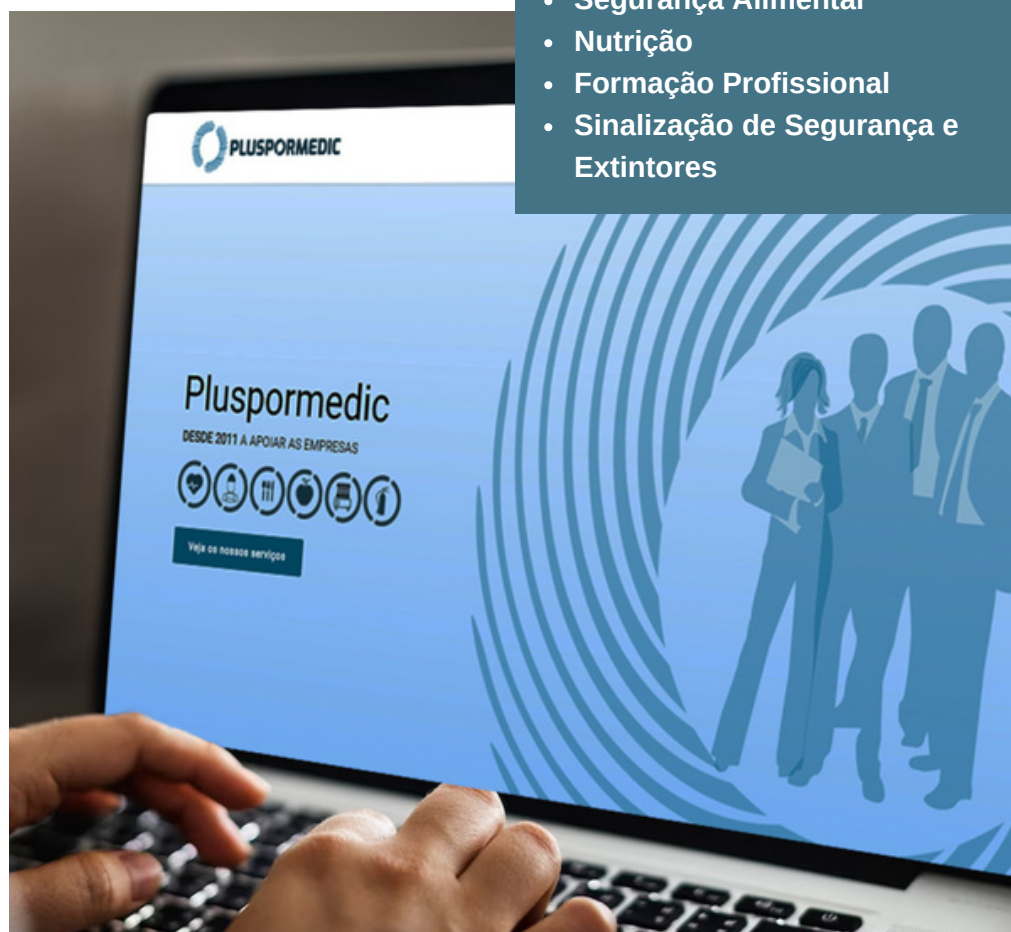 Segurança Alimentar
Nutrição
Formação Profissional
Sinalização de Segurança e
Extintores
PLUSPORMEDIC
Pluspormedic
DESDE 2011 A APOIAR AS EMPRESAS
Veja os nossos serviços